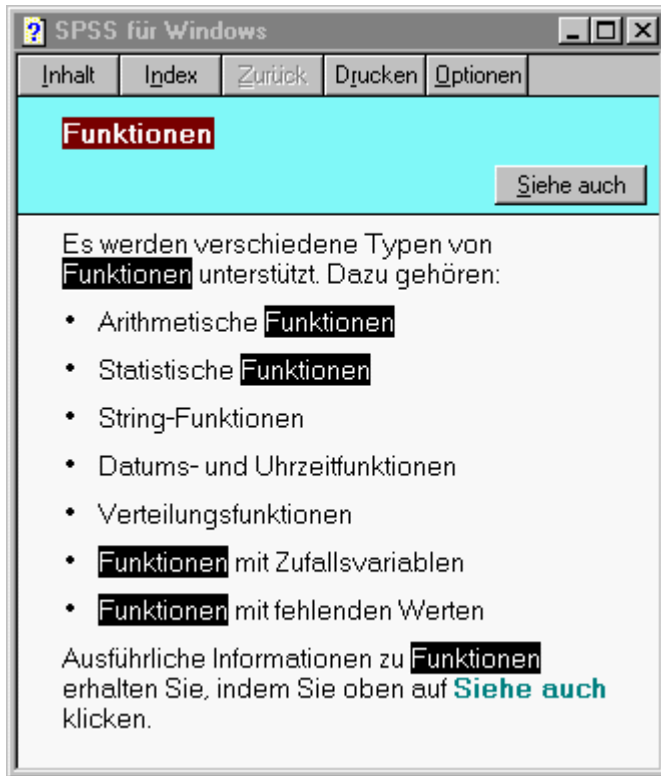 SPSS für Windows
Inhalt Index Zurück Drucken Optionen
Funktionen
Siehe auch
Es werden verschiedene Typen von
Funktionen unterstützt. Dazu gehören:
• Arithmetische Funktionen
• Statistische Funktionen
• String-Funktionen
• Datums- und Uhrzeitfunktionen
• Verteilungsfunktionen
• Funktionen mit Zufallsvariablen
• Funktionen mit fehlenden Werten
Ausführliche Informationen zu Funktionen
erhalten Sie, indem Sie oben auf Siehe auch
klicken.